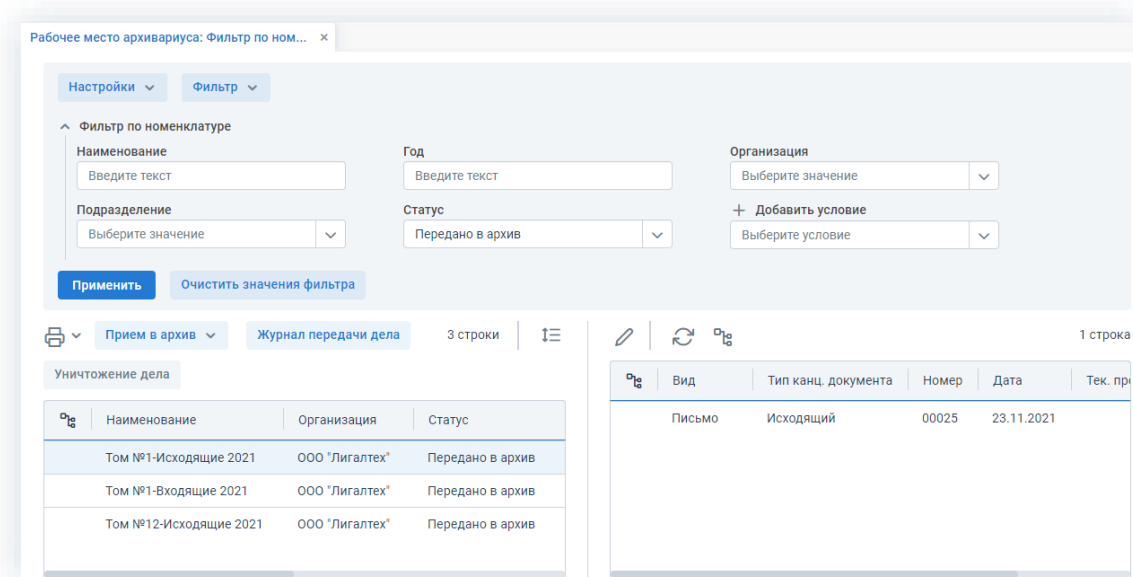 Рабочее место архивариуса: Фильтр по ном... ×
Настройки Фильтр
Фильтр по номенклатуре
Наименование Год Организация
Введите текст Введите текст Выберите значение
Подразделение Статус + Добавить условие
Выберите значение Передано в архив Выберите условие
Применить Очистить значения фильтра
Прием в архив Журнал передачи дела 3 строки 1 строка
Уничтожение дела
Вид Тип канц. документа Номер Дата Тек. пр
Наименование Организация Статус
Письмо Исходящий 00025 23.11.2021
Том №1-Исходящие 2021 ООО "Лигалтех" Передано в архив
Том №1-Входящие 2021 ООО "Лигалтех" Передано в архив
Том №12-Исходящие 2021 ООО "Лигалтех" Передано в архив